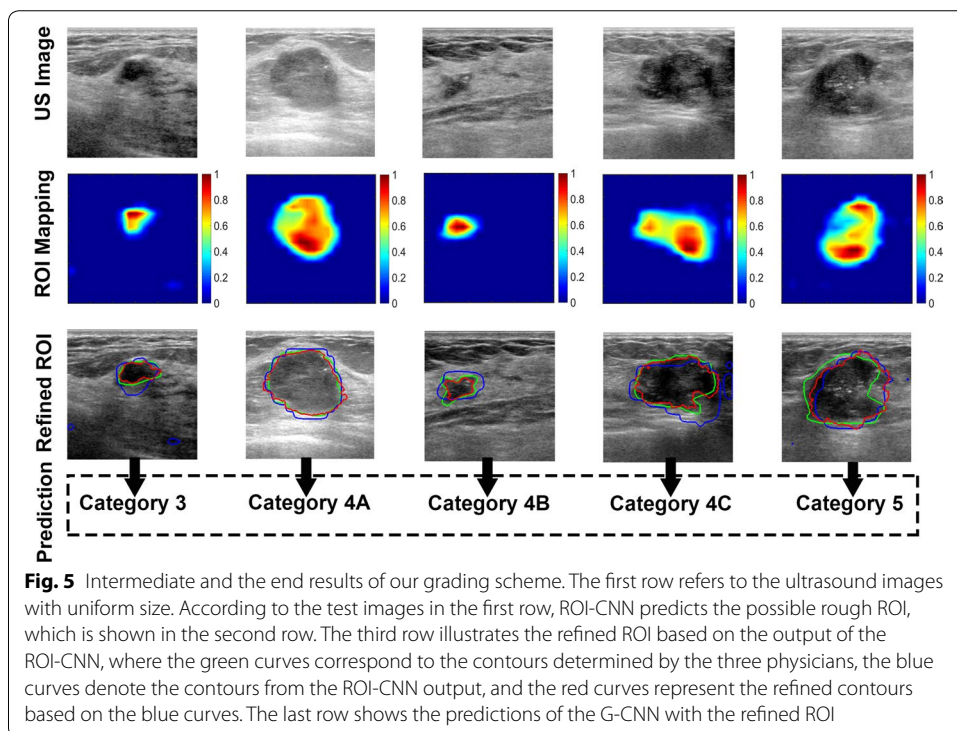 US Image
1
0.8
0.6
0.4
0.2
0
1
0.8
0.6
0.4
0.2
0
1
0.8
0.6
0.4
0.2
0
1
0.8
0.6
0.4
0.2
0
1
0.8
0.6
0.4
0.2
0
ROI Mapping
Refined ROI
Prediction
Category 3
Category 4A
Category 4B
Category 4C
Category 5
Fig. 5 Intermediate and the end results of our grading scheme. The first row refers to the ultrasound images
with uniform size. According to the test images in the first row, ROI-CNN predicts the possible rough ROI,
which is shown in the second row. The third row illustrates the refined ROI based on the output of the
ROI-CNN, where the green curves correspond to the contours determined by the three physicians, the blue
curves denote the contours from the ROI-CNN output, and the red curves represent the refined contours
based on the blue curves. The last row shows the predictions of the G-CNN with the refined ROI